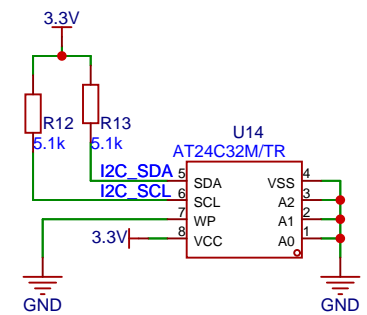 3.3V
R12
R13
5.1k
5.1k
U14
AT24C32M/TR
I2C_SDA 5 SDA VSS 4
I2C_SCL 6 SCL A2 3
7 WP A1 2
3.3V 8 VCC A0 1
GND
GND